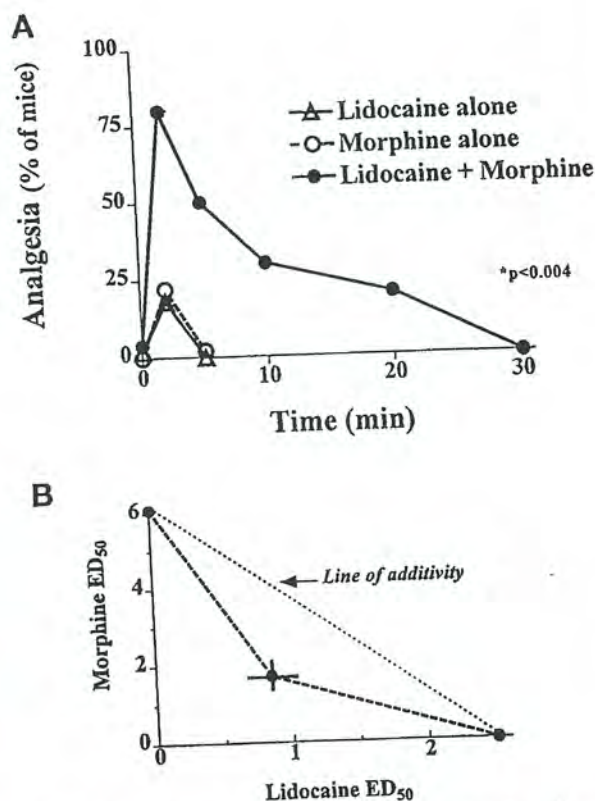 A
Analgesia (% of mice)
100
75
50
25
0
Lidocaine alone
Morphine alone
Lidocaine + Morphine
*p<0.004
0
10
20
30
Time (min)
B
Morphine ED50
6
4
2
0
Line of additivity
0
1
2
Lidocaine ED50